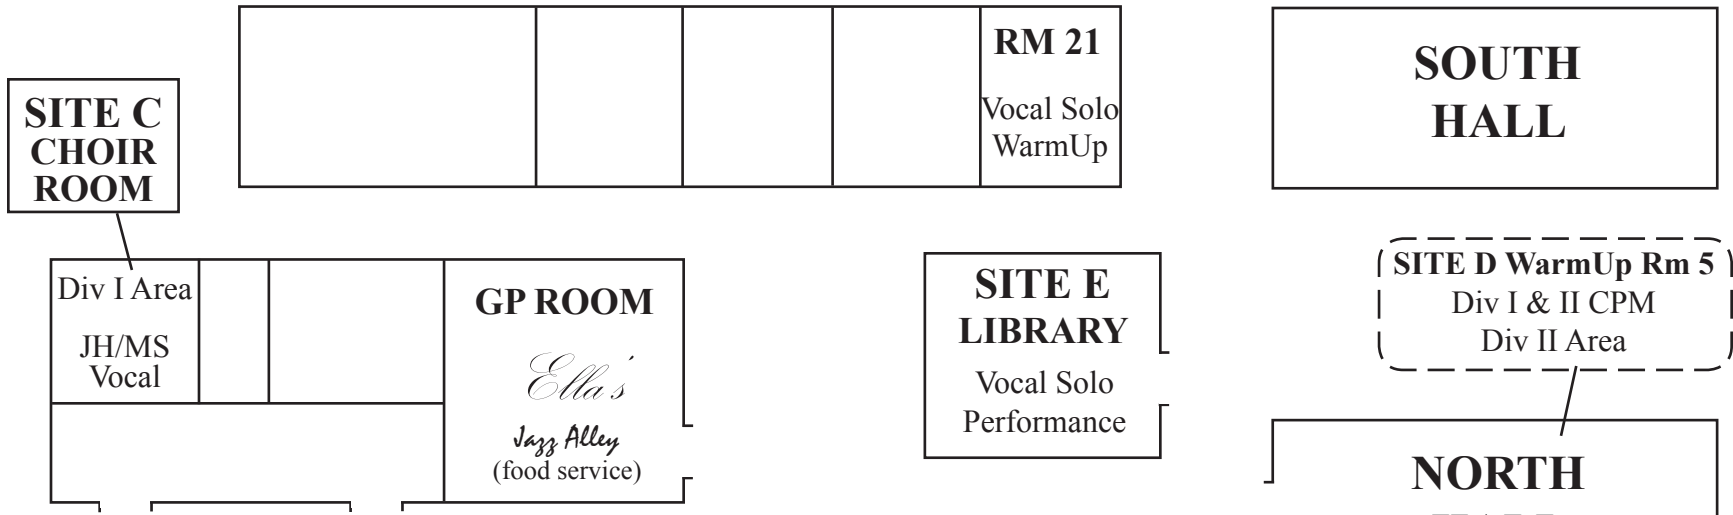 RM 21
Vocal Solo
WarmUp
SOUTH
HALL
SITE C
CHOIR
ROOM
Div I Area
JH/MS
Vocal
GP ROOM
Ella's
Jazz Alley
(food service)
SITE E
LIBRARY
Vocal Solo
Performance
SITE D WarmUp Rm 5
Div I & II CPM
Div II Area
NORTH